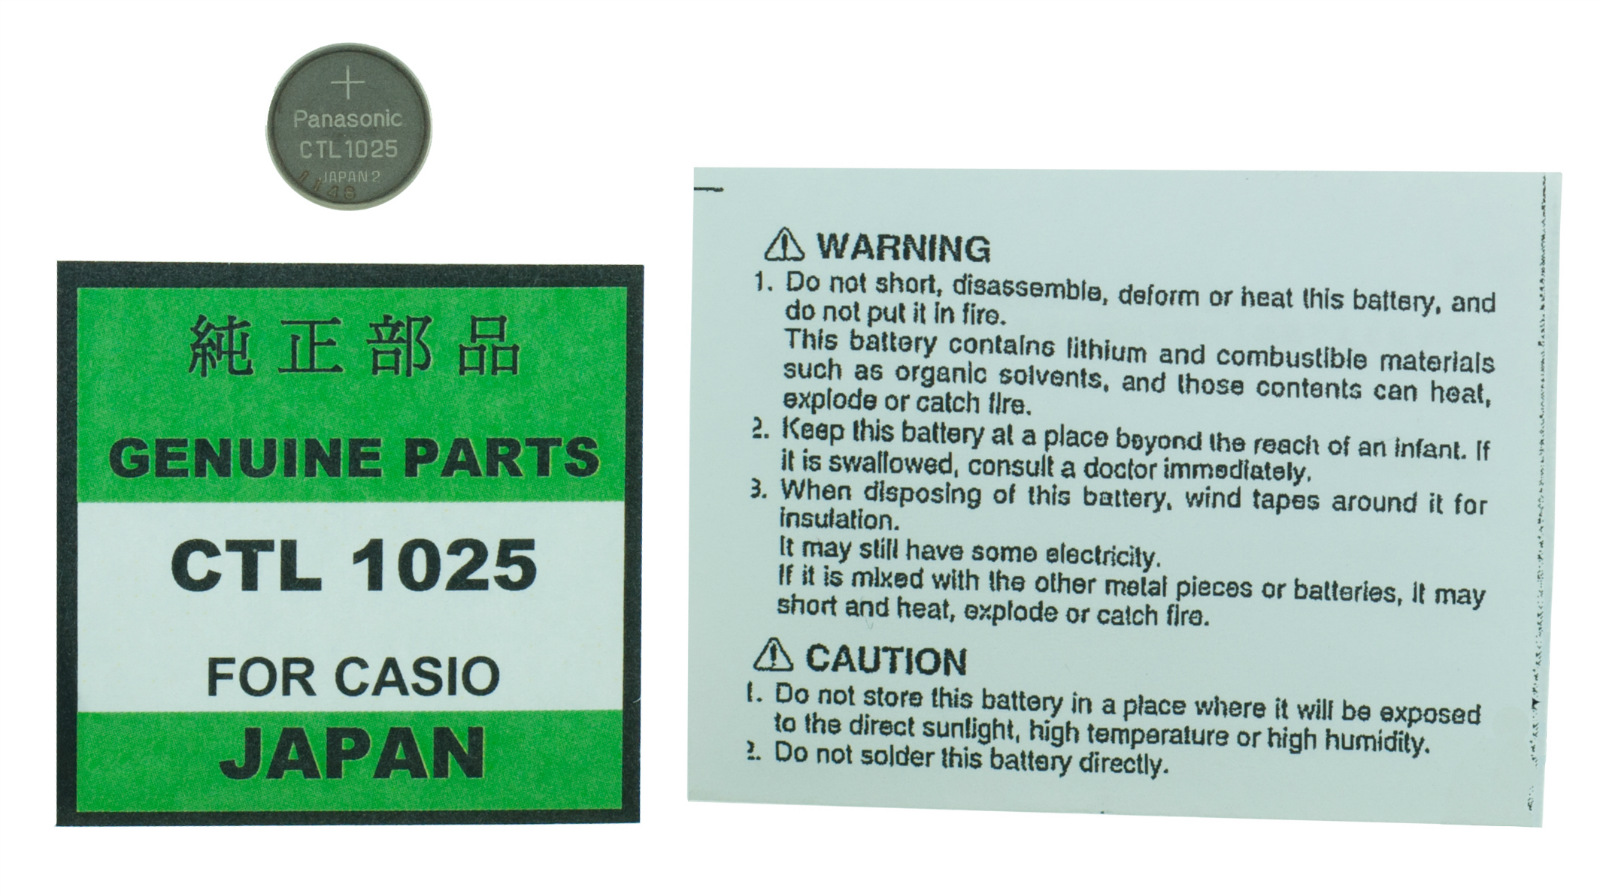 +
Panasonic
CTL1025
JAPAN 2
1148
純正部品
GENUINE PARTS
CTL 1025
FOR CASIO
JAPAN
WARNING
1. Do not short, disassemble, deform or heat this battery, and
do not put it in fire.
This battery contains lithium and combustible materials
such as organic solvents, and those contents can heat,
explode or catch fire.
2. Keep this battery at a place beyond the reach of an infant. If
it is swallowed, consult a doctor immediately.
3. When disposing of this battery, wind tapes around it for
insulation.
It may still have some electricity.
If it is mixed with the other metal pieces or batteries, it may
short and heat, explode or catch fire.
CAUTION
1. Do not store this battery in a place where it will be exposed
to the direct sunlight, high temperature or high humidity.
2. Do not solder this battery directly.